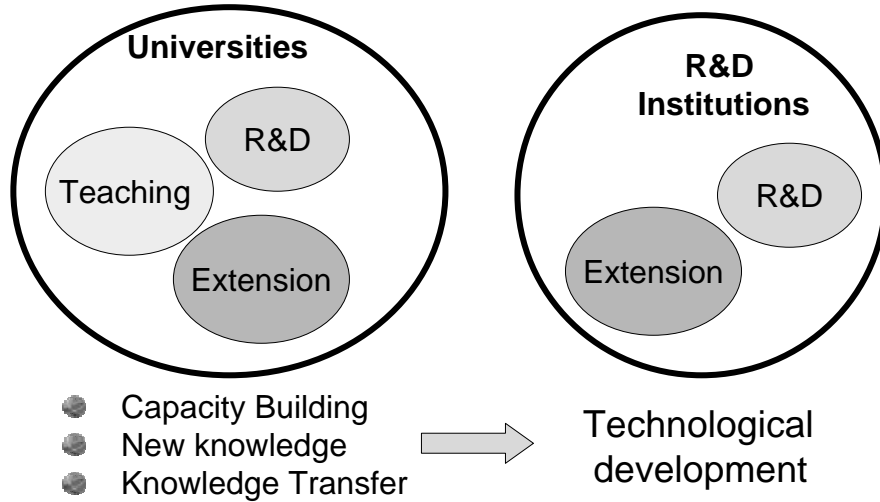 Universities
R&D
Teaching
Extension
R&D
Institutions
R&D
Extension
Capacity Building
New knowledge
Knowledge Transfer
Technological
development